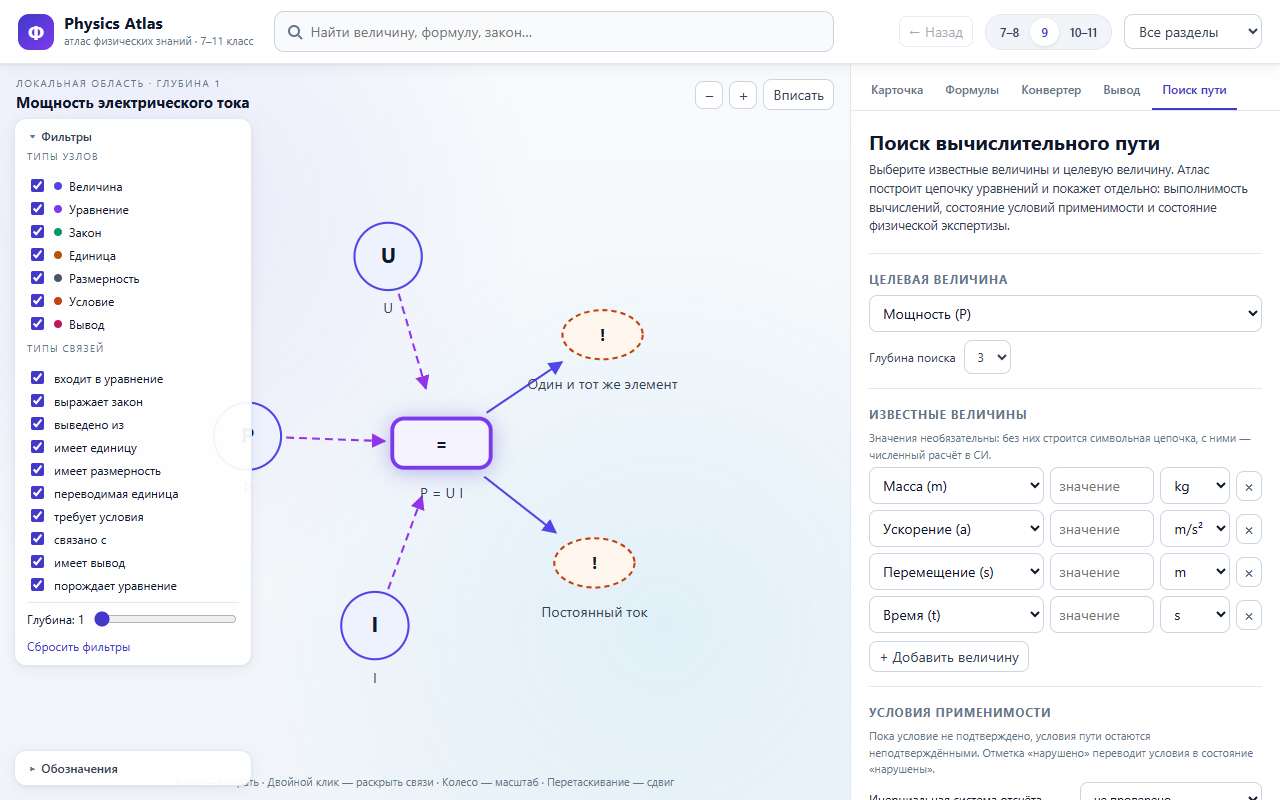 Ф
Physics Atlas
атлас физических знаний · 7–11 класс
Найти величину, формулу, закон...
← Назад
7–8
9
10–11
Все разделы
ЛОКАЛЬНАЯ ОБЛАСТЬ · ГЛУБИНА 1
Мощность электрического тока
−
+
Вписать
Фильтры
ТИПЫ УЗЛОВ
Величина
Уравнение
Закон
Единица
Размерность
Условие
Вывод
ТИПЫ СВЯЗЕЙ
входит в уравнение
выражает закон
выведено из
имеет единицу
имеет размерность
переводимая единица
требует условия
связано с
имеет вывод
порождает уравнение
Глубина: 1
Сбросить фильтры
Обозначения
U
U
!
Один и тот же элемент
P
=
P = U I
!
Постоянный ток
I
I
· Двойной клик — раскрыть связи · Колесо — масштаб · Перетаскивание — сдвиг
Карточка
Формулы
Конвертер
Вывод
Поиск пути
Поиск вычислительного пути
Выберите известные величины и целевую величину. Атлас
построит цепочку уравнений и покажет отдельно: выполнимость
вычислений, состояние условий применимости и состояние
физической экспертизы.
ЦЕЛЕВАЯ ВЕЛИЧИНА
Мощность (P)
Глубина поиска 3
ИЗВЕСТНЫЕ ВЕЛИЧИНЫ
Значения необязательны: без них строится символьная цепочка, с ними —
численный расчёт в СИ.
Масса (m) значение kg ×
Ускорение (a) значение m/s² ×
Перемещение (s) значение m ×
Время (t) значение s ×
+ Добавить величину
УСЛОВИЯ ПРИМЕНИМОСТИ
Пока условие не подтверждено, условия пути остаются
неподтверждёнными. Отметка «нарушено» переводит условия в состояние
«нарушены».
Инерциальная система отсчёта не проверено